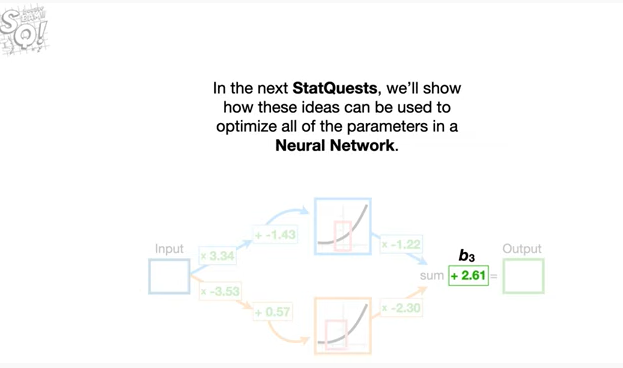 In the next StatQuests, we'll show
how these ideas can be used to
optimize all of the parameters in a
Neural Network.
+ -1.43
Input
x 3.34
x -1.22
b3
Output
sum + 2.61 =
x -3.53
+ 0.57
x -2.30